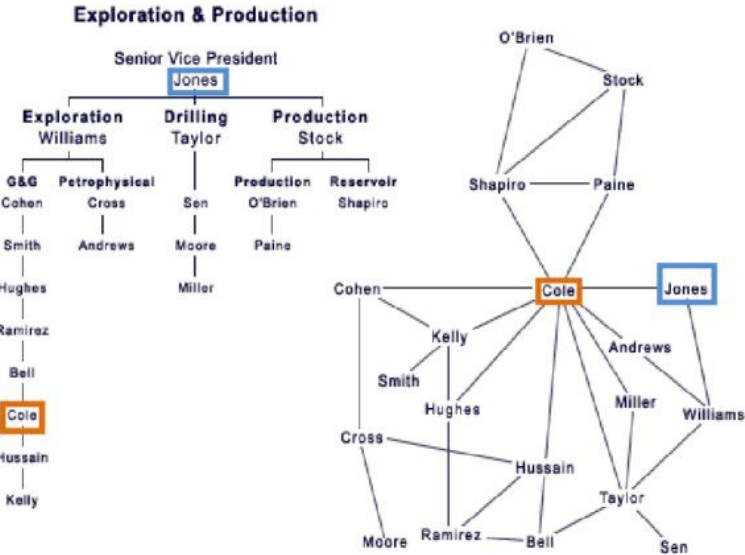 Exploration & Production
Senior Vice President
Jones
Exploration Drilling Production
Williams Taylor Stock
G&G Petrophysical Production Reservoir
Cohen Cross Sen O'Brien Shapiro
Smith Andrews Moore Paine
Hughes Miller
Ramirez
Bell
Cole
Hussain
Kelly
O'Brien
Stock
Shapiro Paine
Cohen Cole Jones
Kelly
Andrews
Smith
Hughes Miller Williams
Cross
Hussain
Taylor
Moore Ramirez Bell
Sen